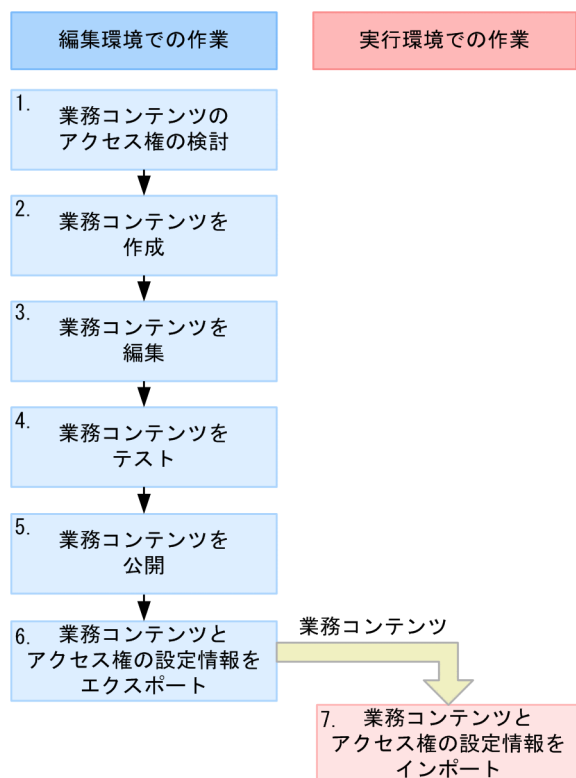 編集環境での作業
実行環境での作業
1.
業務コンテンツの
アクセス権の検討
2.
業務コンテンツを
作成
3.
業務コンテンツを
編集
4.
業務コンテンツを
テスト
5.
業務コンテンツを
公開
6.
業務コンテンツと
アクセス権の設定情報を
エクスポート
業務コンテンツ
7.
業務コンテンツと
アクセス権の設定情報を
インポート